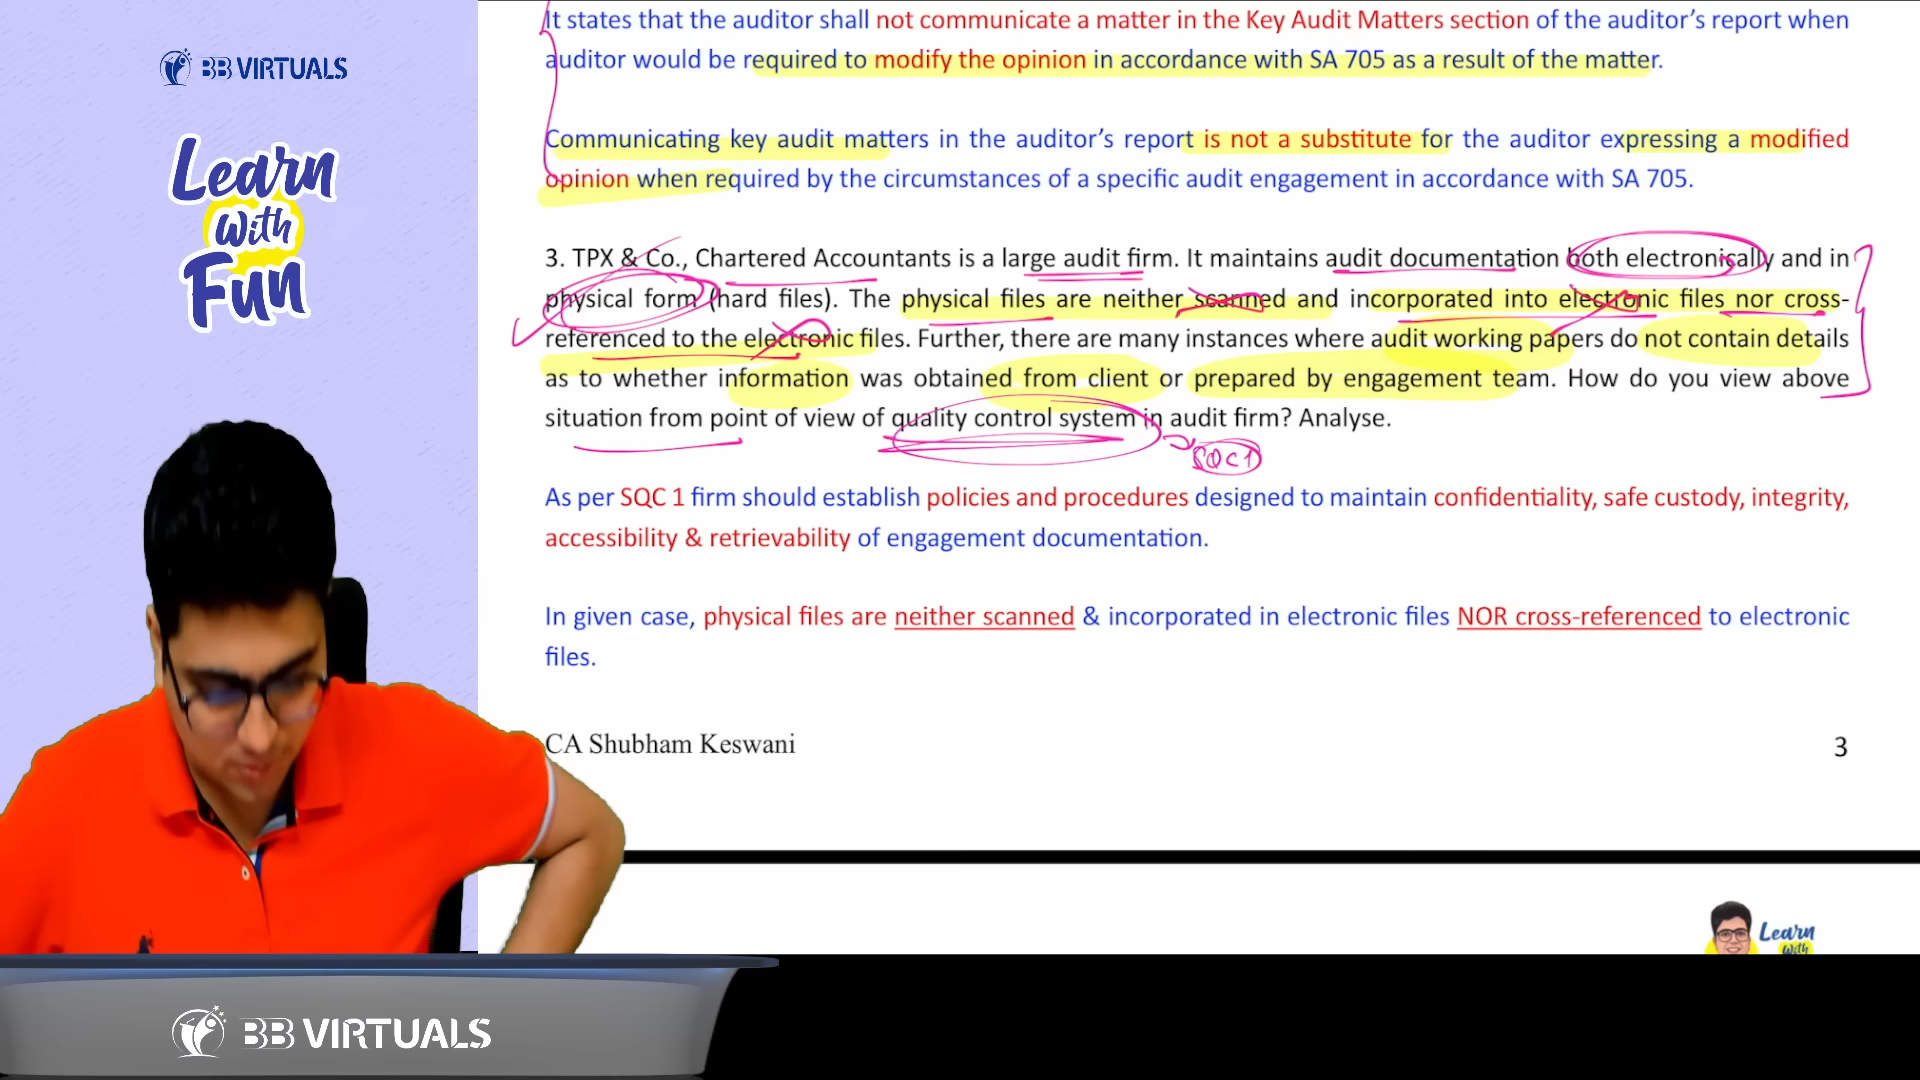 BB VIRTUALS
Learn
With
Fun
It states that the auditor shall not communicate a matter in the Key Audit Matters section of the auditor’s report when
auditor would be required to modify the opinion in accordance with SA 705 as a result of the matter.
Communicating key audit matters in the auditor’s report is not a substitute for the auditor expressing a modified
opinion when required by the circumstances of a specific audit engagement in accordance with SA 705.
3. TPX & Co., Chartered Accountants is a large audit firm. It maintains audit documentation both electronically and in
physical form (hard files). The physical files are neither scanned and incorporated into electronic files nor cross-
referenced to the electronic files. Further, there are many instances where audit working papers do not contain details
as to whether information was obtained from client or prepared by engagement team. How do you view above
situation from point of view of quality control system in audit firm? Analyse.
SQC1
As per SQC 1 firm should establish policies and procedures designed to maintain confidentiality, safe custody, integrity,
accessibility & retrievability of engagement documentation.
In given case, physical files are neither scanned & incorporated in electronic files NOR cross-referenced to electronic
files.
CA Shubham Keswani
3
Learn
With
BB VIRTUALS